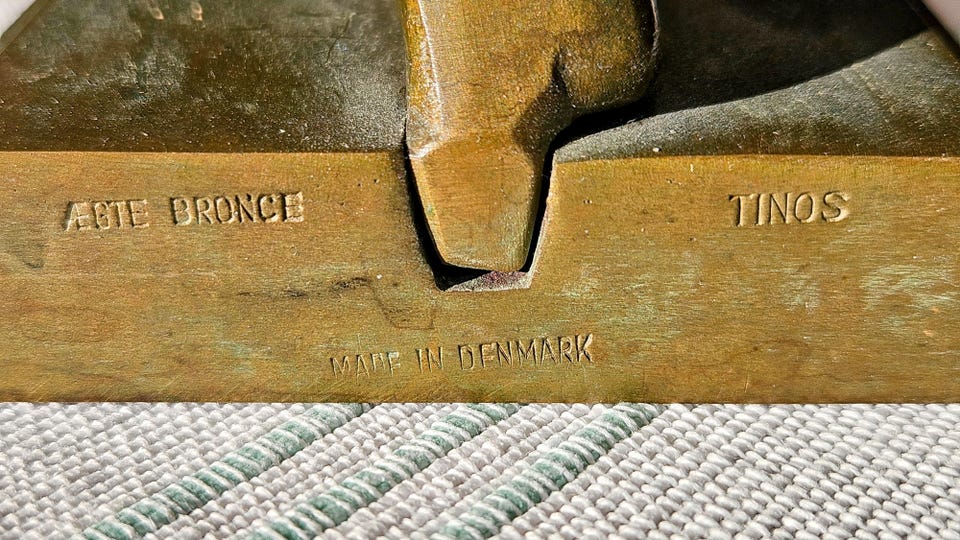 ÆGTE BRONCE
TINOS
MADE IN DENMARK